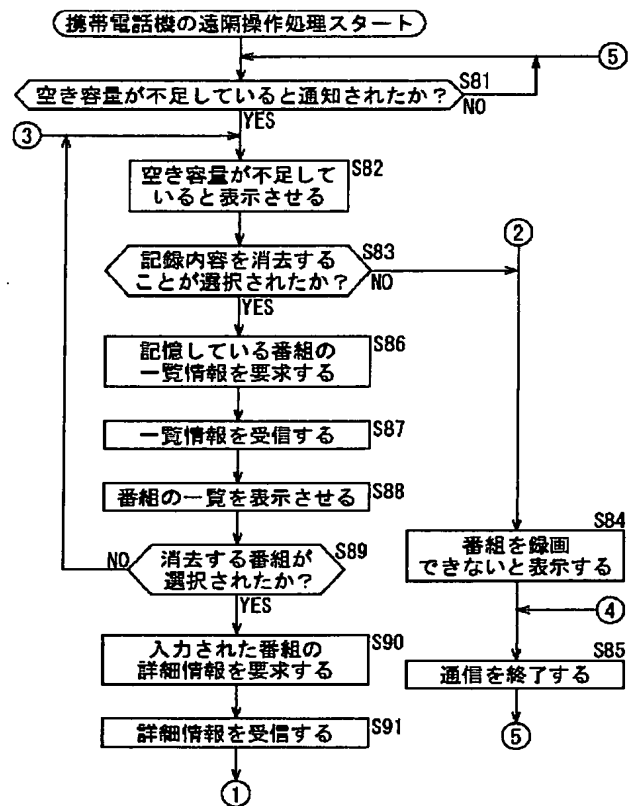 携帯電話機の遠隔操作処理スタート
⑤
S81
空き容量が不足していると通知されたか?
NO
YES
③
S82
空き容量が不足して
いると表示させる
②
S83
記録内容を消去する
ことが選択されたか?
NO
YES
S86
記憶している番組の
一覧情報を要求する
S87
一覧情報を受信する
S88
番組の一覧を表示させる
S89
消去する番組が
選択されたか?
NO
YES
S84
番組を録画
できないと表示する
④
S90
入力された番組の
詳細情報を要求する
S85
通信を終了する
S91
詳細情報を受信する
⑤
①